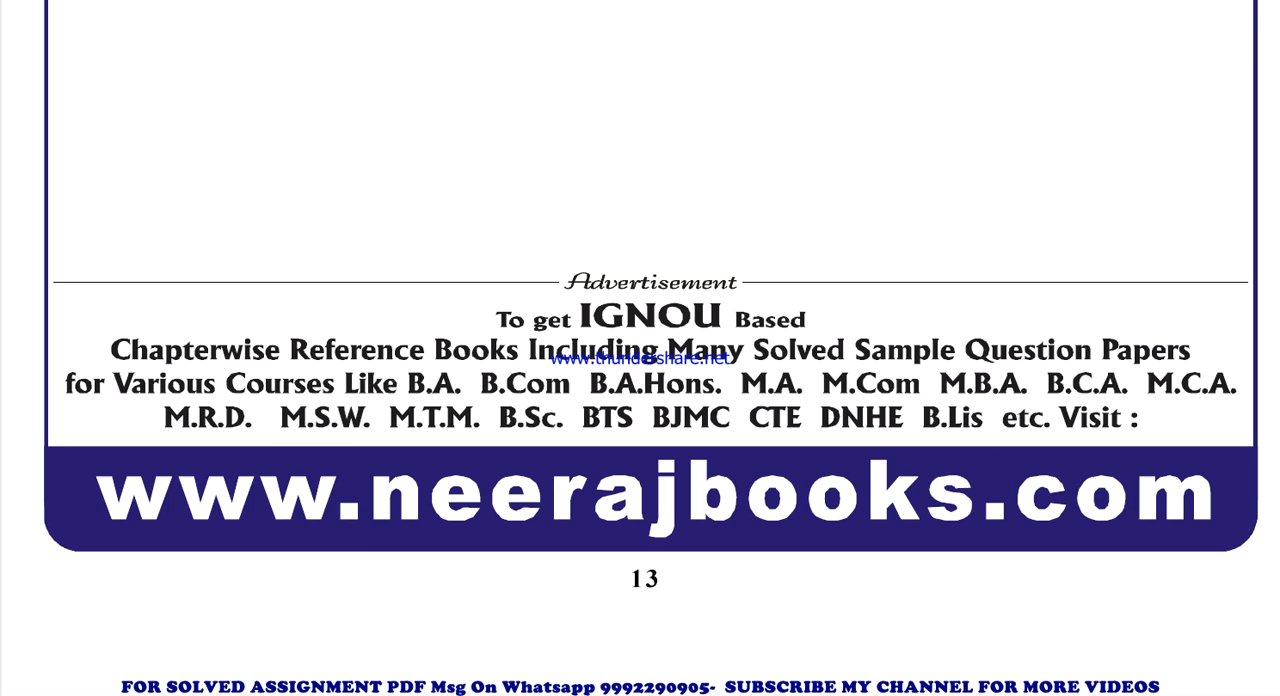 Advertisement
To get IGNOU Based
Chapterwise Reference Books Including Many Solved Sample Question Papers
www.thundershare.net
for Various Courses Like B.A. B.Com B.A.Hons. M.A. M.Com M.B.A. B.C.A. M.C.A.
M.R.D. M.S.W. M.T.M. B.Sc. BTS BJMC CTE DNHE B.Lis etc. Visit :
www.neerajbooks.com
13
FOR SOLVED ASSIGNMENT PDF Msg On Whatsapp 9992290905- SUBSCRIBE MY CHANNEL FOR MORE VIDEOS